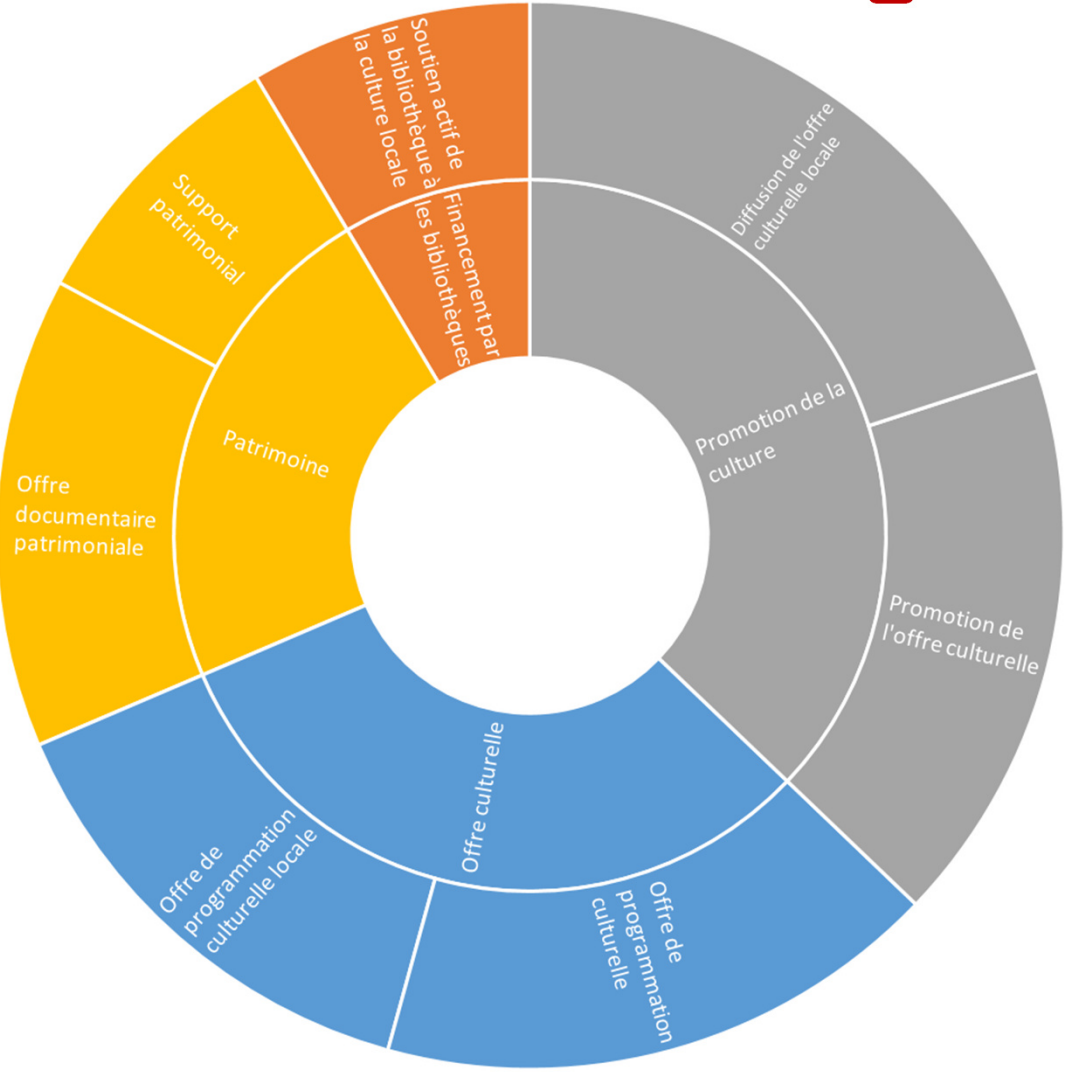 Diffusion de l'offre
culturelle locale
Promotion de la
culture
Promotion de
l'offre culturelle
Offre de
programmation
culturelle
Offre culturelle
Offre de
programmation
culturelle locale
Offre
documentaire
patrimoniale
Patrimoine
Support
patrimonial
Soutien actif de
la bibliothèque à
la culture locale
Financement par
les bibliothèques